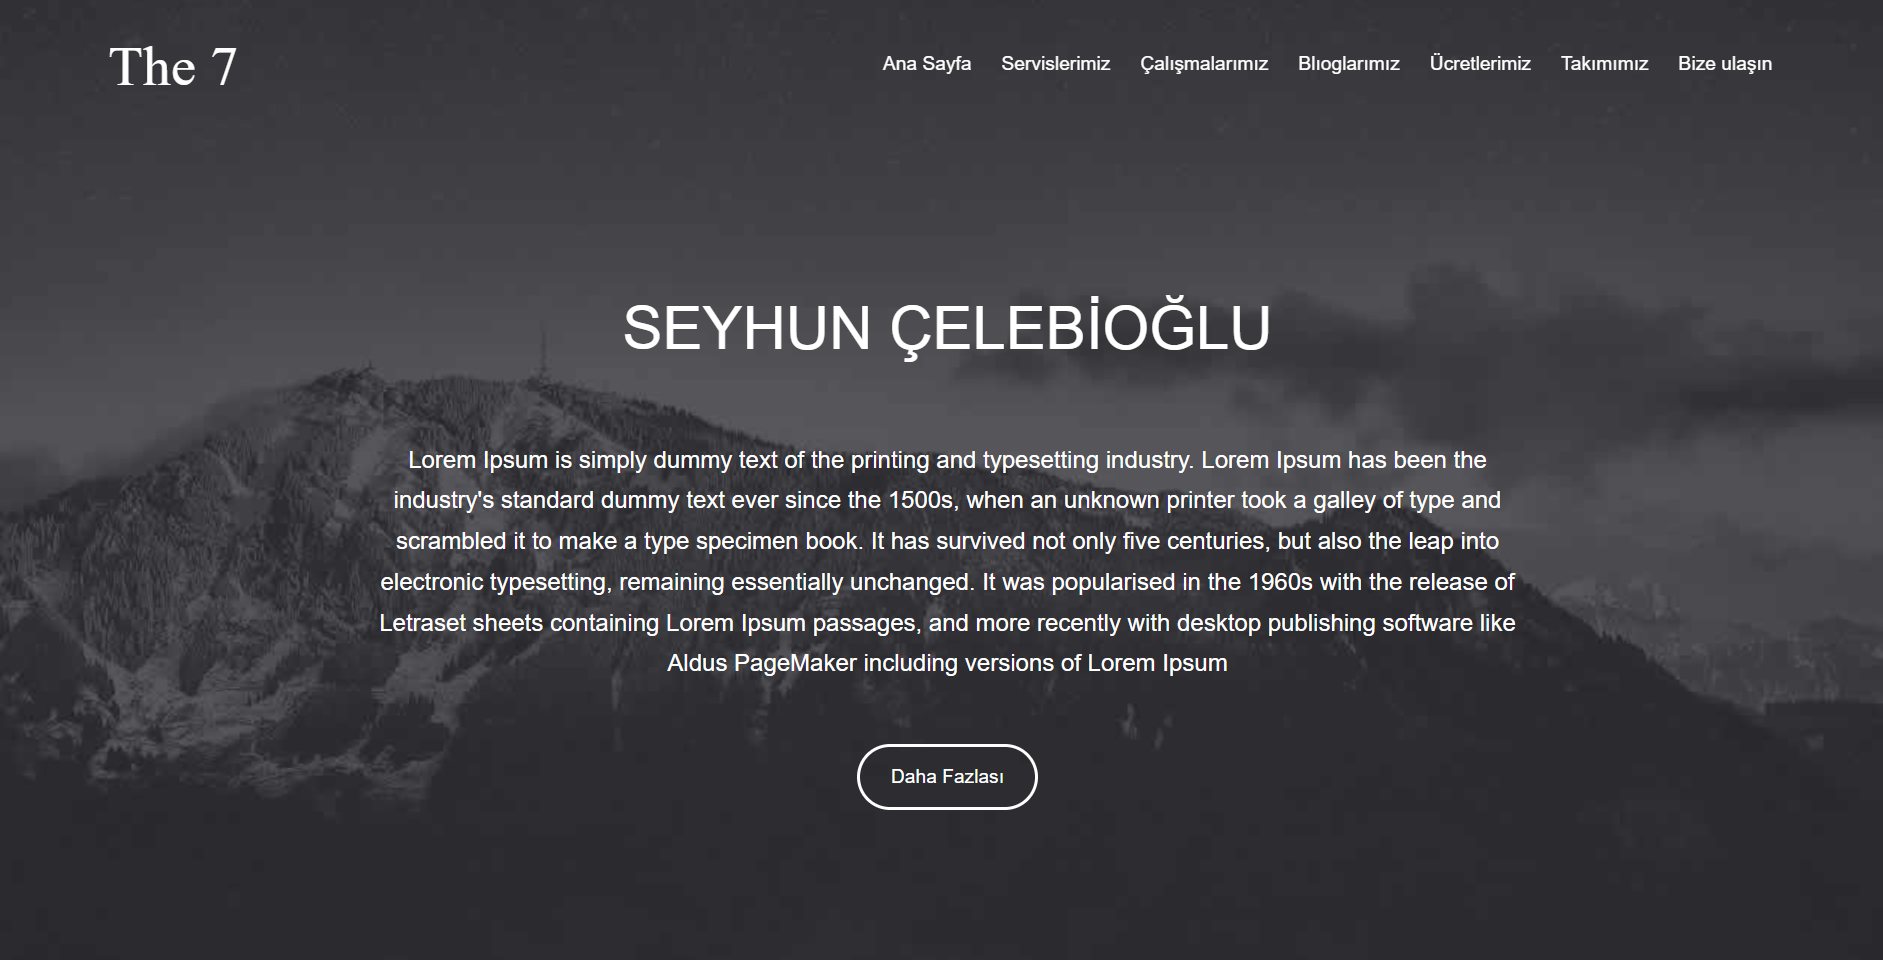 The 7
Ana Sayfa Servislerimiz Çalışmalarımız Blıoglarımız Ücretlerimiz Takımımız Bize ulaşın
SEYHUN ÇELEBİOĞLU
Lorem Ipsum is simply dummy text of the printing and typesetting industry. Lorem Ipsum has been the
industry's standard dummy text ever since the 1500s, when an unknown printer took a galley of type and
scrambled it to make a type specimen book. It has survived not only five centuries, but also the leap into
electronic typesetting, remaining essentially unchanged. It was popularised in the 1960s with the release of
Letraset sheets containing Lorem Ipsum passages, and more recently with desktop publishing software like
Aldus PageMaker including versions of Lorem Ipsum
Daha Fazlası